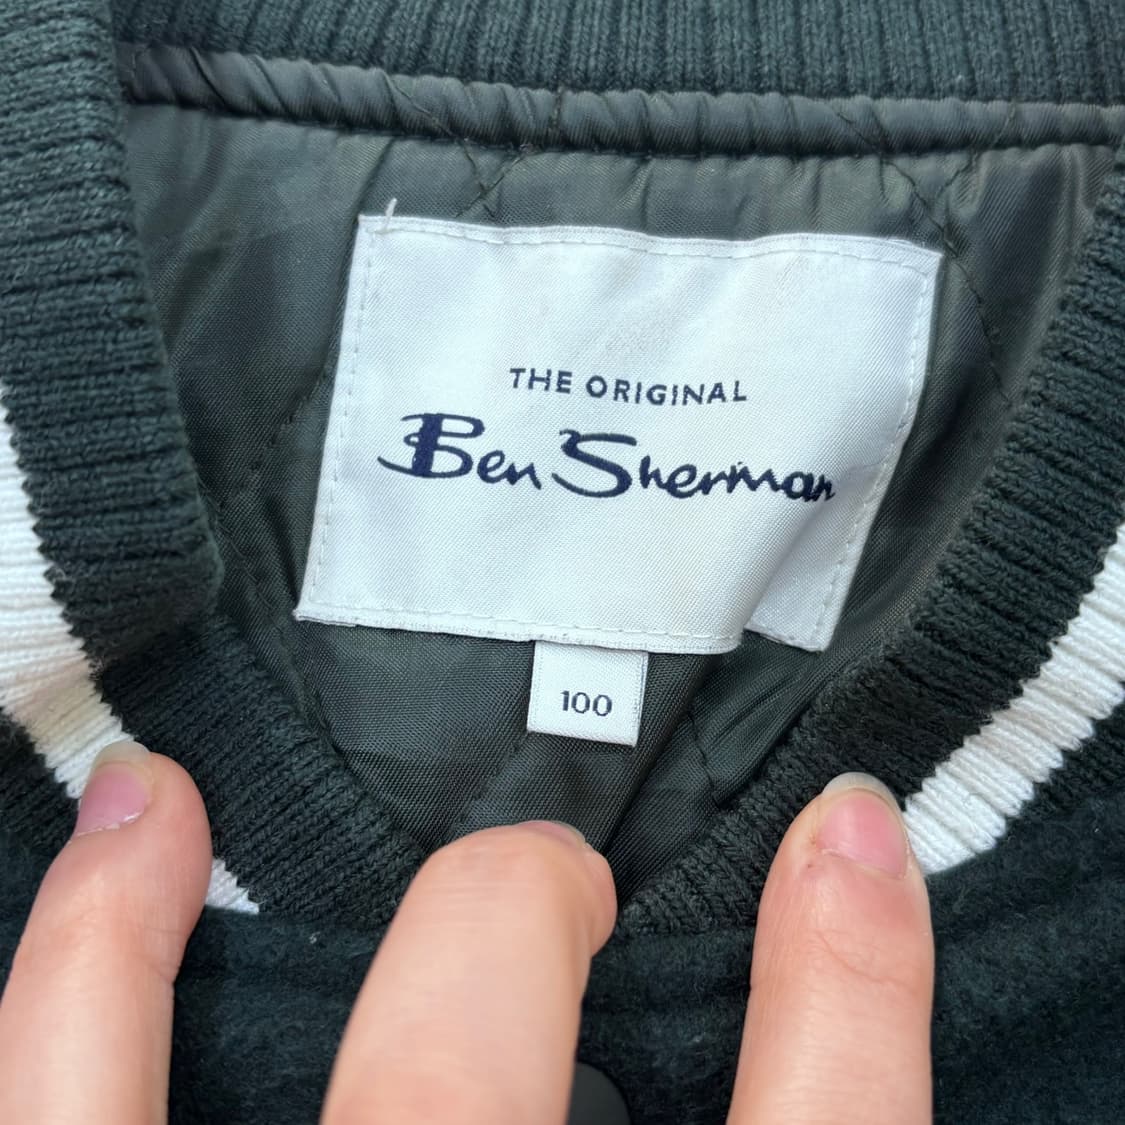 THE ORIGINAL
Ben Sherman
100